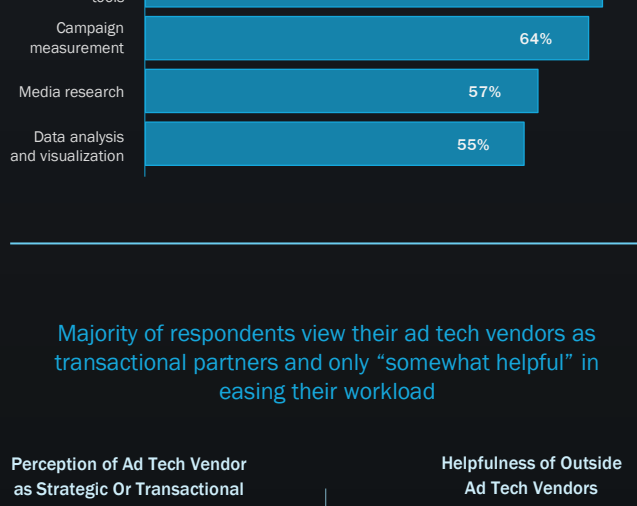 tools
Campaign
measurement
64%
Media research
57%
Data analysis
and visualization
55%
Majority of respondents view their ad tech vendors as
transactional partners and only “somewhat helpful” in
easing their workload
Perception of Ad Tech Vendor
as Strategic Or Transactional
Helpfulness of Outside
Ad Tech Vendors